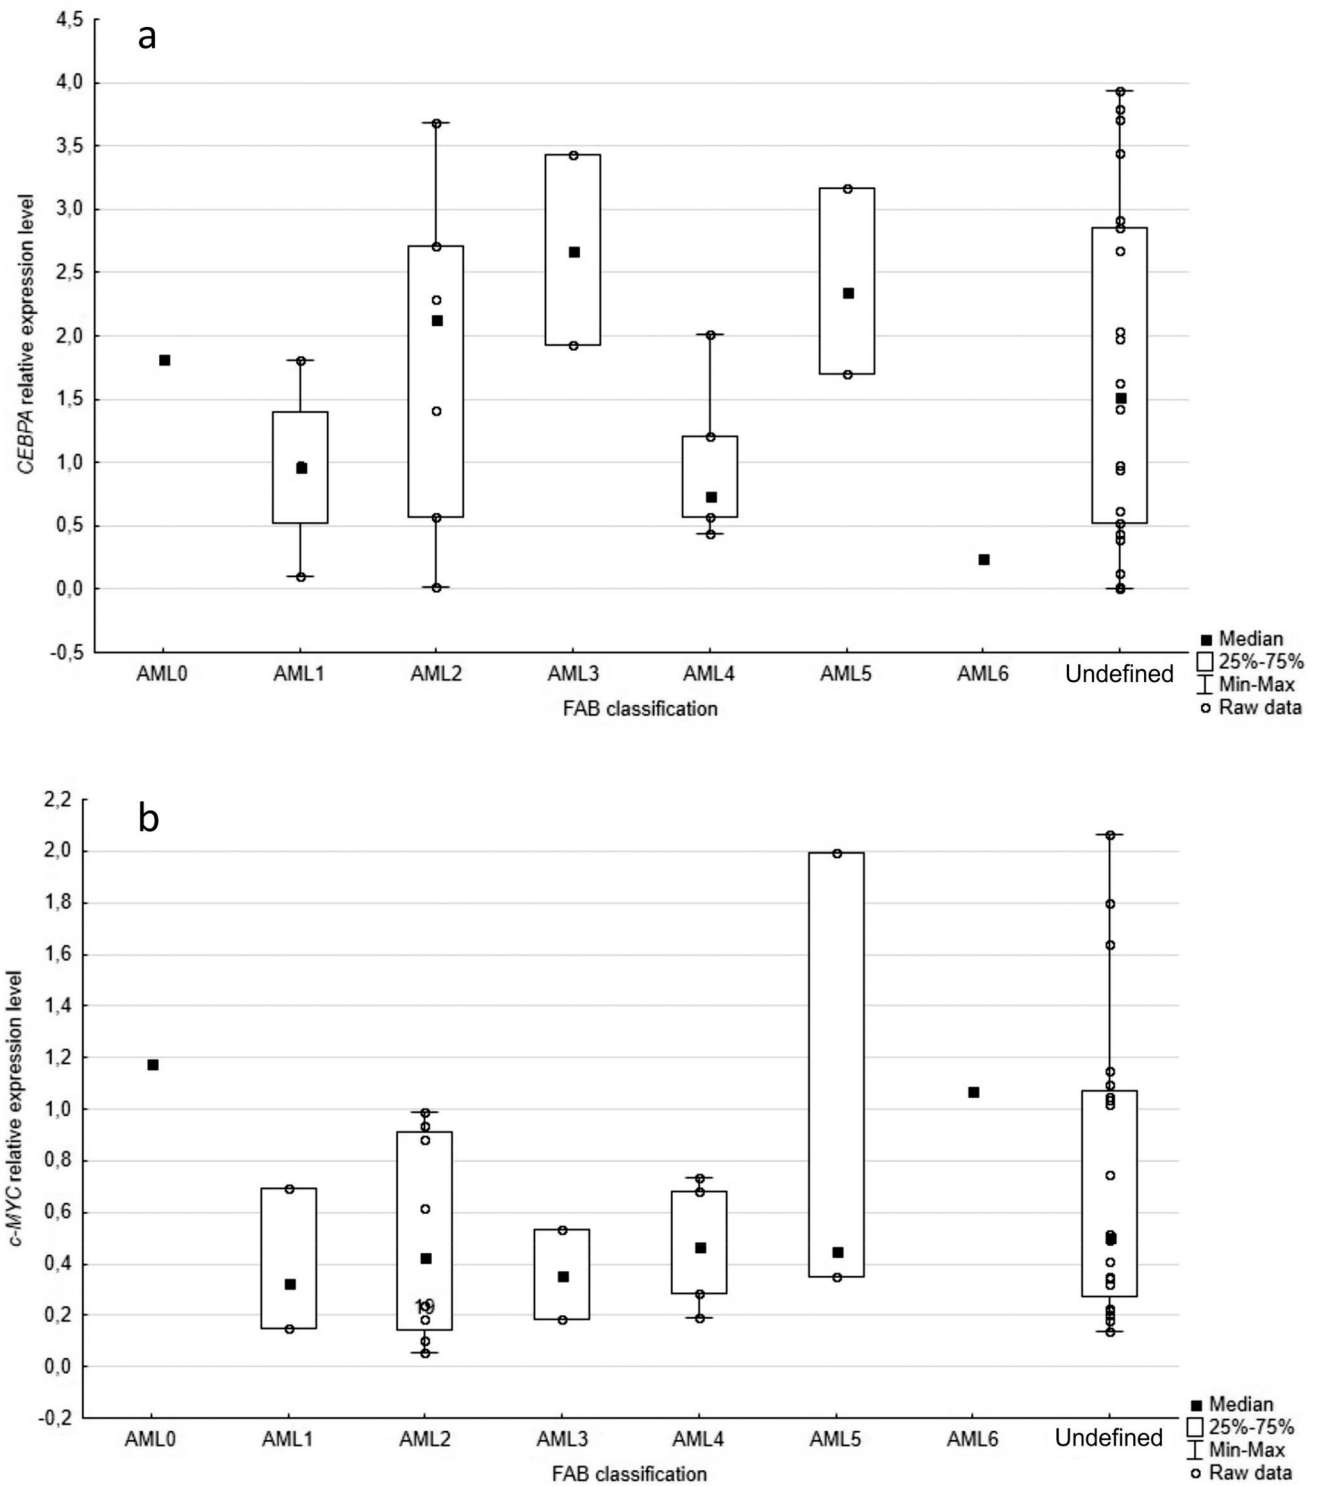 a
4,5
4,0
3,5
3,0
2,5
2,0
1,5
1,0
0,5
0,0
-0,5
CEBPA relative expression level
AML0 AML1 AML2 AML3 AML4 AML5 AML6 Undefined
FAB classification
Median
25%-75%
Min-Max
Raw data
b
2,2
2,0
1,8
1,6
1,4
1,2
1,0
0,8
0,6
0,4
0,2
0,0
-0,2
c-MYC relative expression level
AML0 AML1 AML2 AML3 AML4 AML5 AML6 Undefined
FAB classification
Median
25%-75%
Min-Max
Raw data